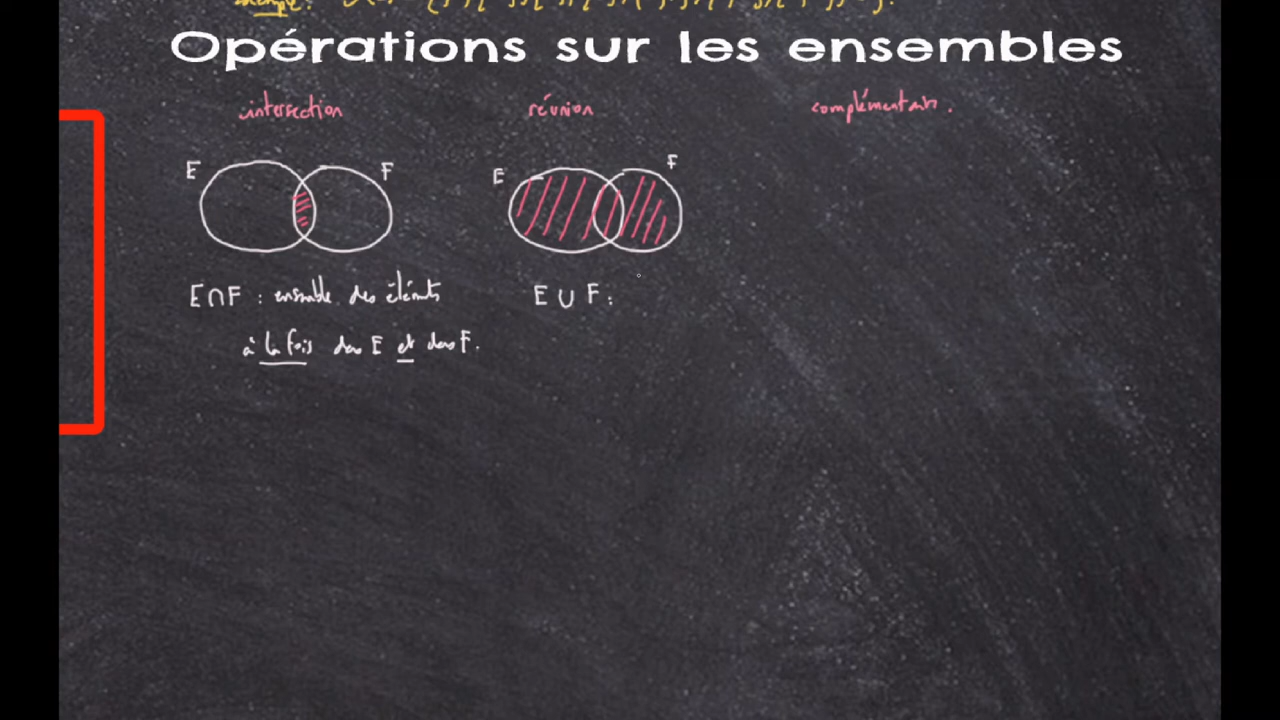 Opérations sur les ensembles
intersection réunion complémentaire.
E F E F
E∩F : ensemble des éléments E ∪ F :
à la fois dans E et dans F.